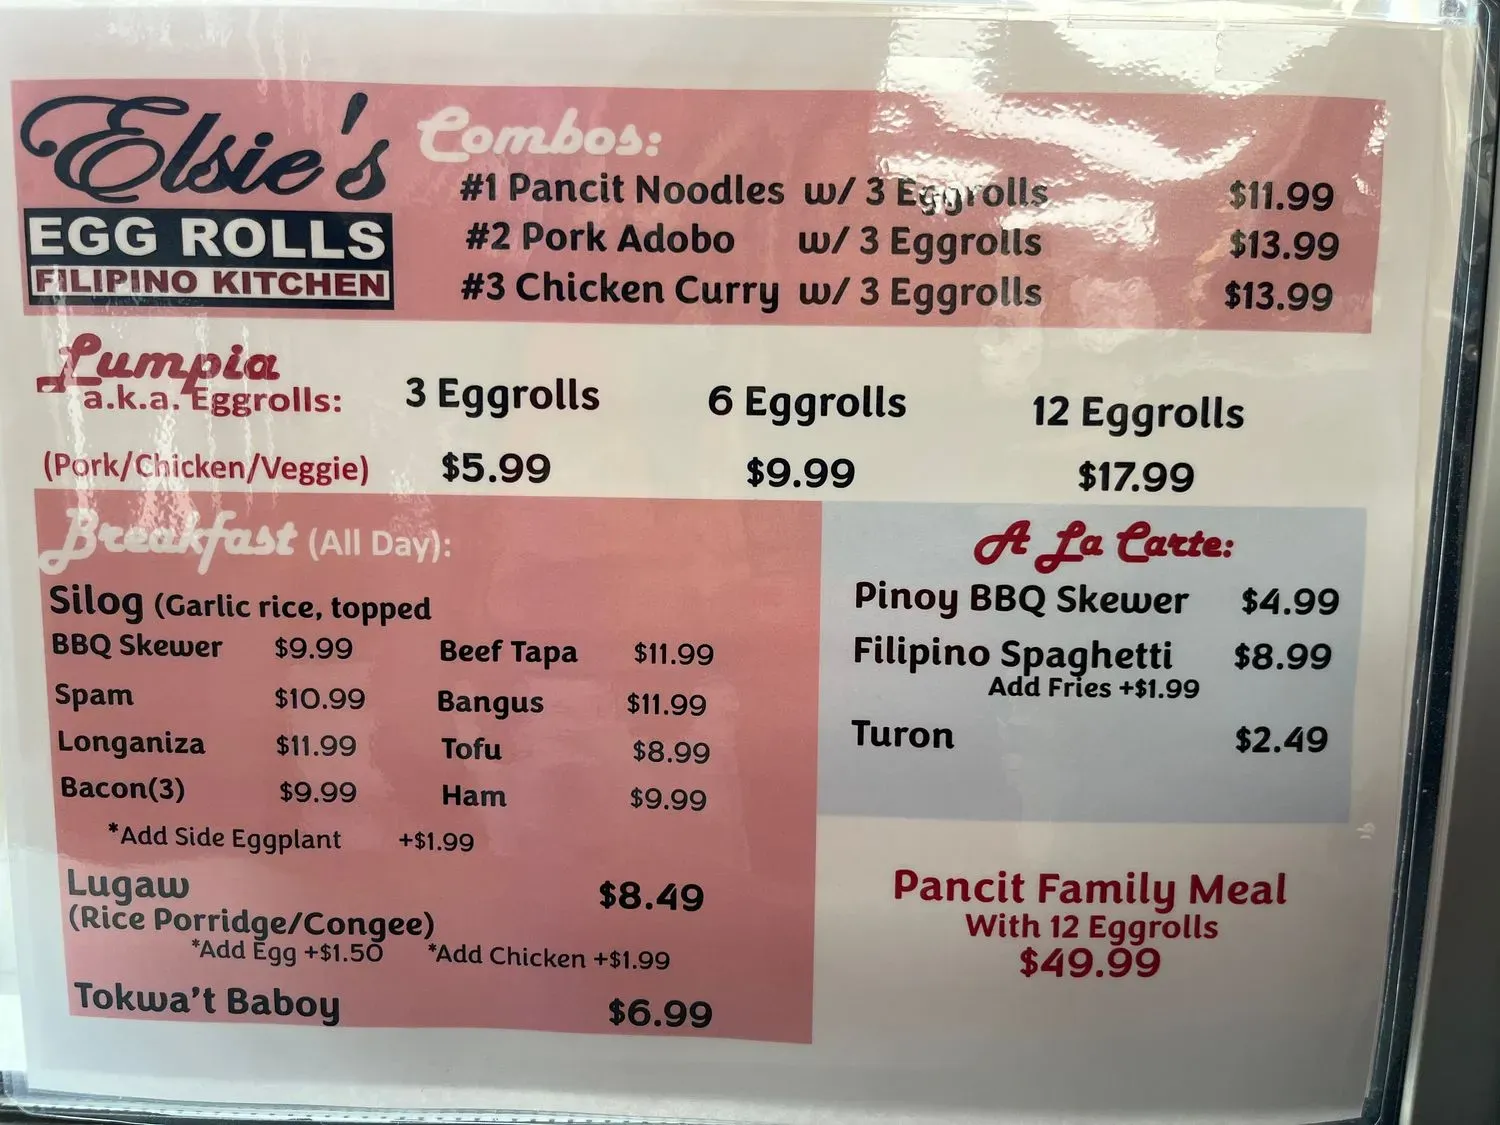 Elsie's
EGG ROLLS
FILIPINO KITCHEN
Combos:
#1 Pancit Noodles w/ 3 Eggrolls $11.99
#2 Pork Adobo w/ 3 Eggrolls $13.99
#3 Chicken Curry w/ 3 Eggrolls $13.99
Lumpia
a.k.a. Eggrolls:
3 Eggrolls 6 Eggrolls 12 Eggrolls
(Pork/Chicken/Veggie) $5.99 $9.99 $17.99
Breakfast (All Day):
Silog (Garlic rice, topped
BBQ Skewer $9.99 Beef Tapa $11.99
Spam $10.99 Bangus $11.99
Longaniza $11.99 Tofu $8.99
Bacon(3) $9.99 Ham $9.99
*Add Side Eggplant +$1.99
Lugaw $8.49
(Rice Porridge/Congee)
*Add Egg +$1.50 *Add Chicken +$1.99
Tokwa't Baboy $6.99
A La Carte:
Pinoy BBQ Skewer $4.99
Filipino Spaghetti $8.99
Add Fries +$1.99
Turon $2.49
Pancit Family Meal
With 12 Eggrolls
$49.99